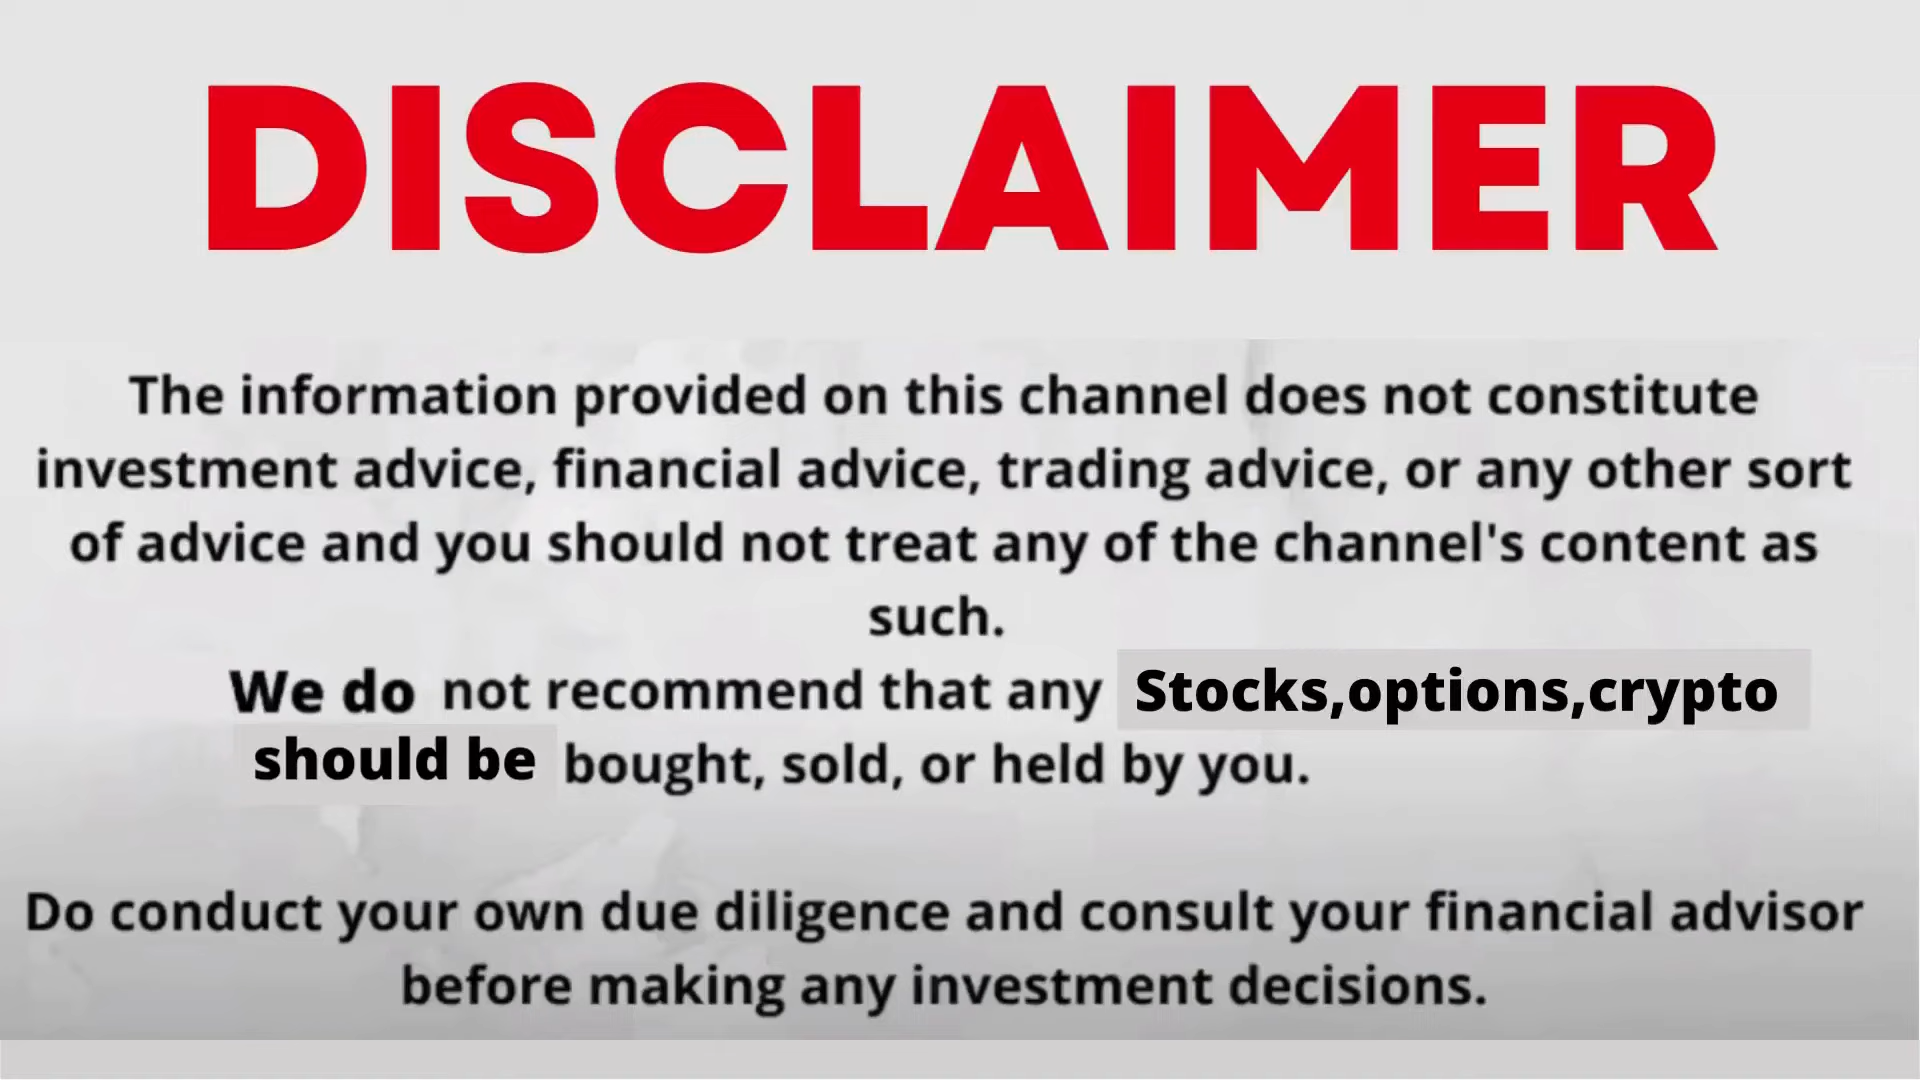 DISCLAIMER
The information provided on this channel does not constitute
investment advice, financial advice, trading advice, or any other sort
of advice and you should not treat any of the channel's content as
such.
We do not recommend that any Stocks,options,crypto
should be bought, sold, or held by you.
Do conduct your own due diligence and consult your financial advisor
before making any investment decisions.